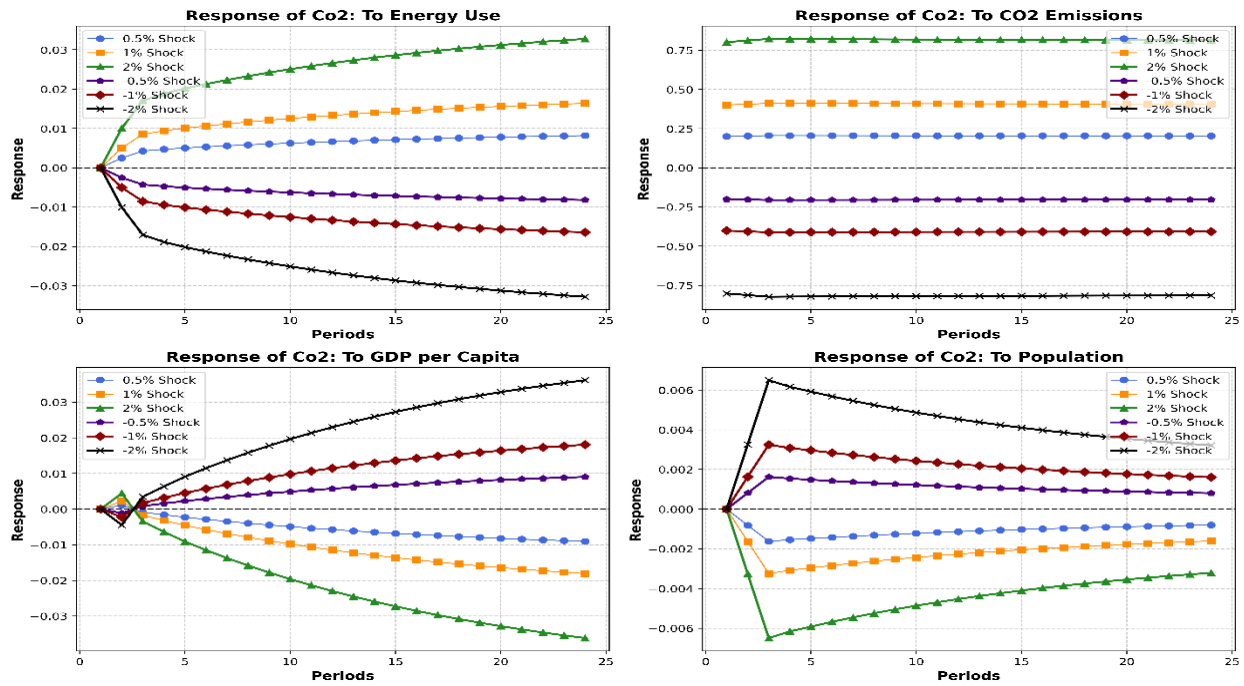 Response of Co2: To Energy Use
Response
0.03
0.02
0.01
0.00
−0.01
−0.02
−0.03
0.5% Shock
1% Shock
2% Shock
0.5% Shock
-1% Shock
-2% Shock
0
5
10
15
20
25
Periods
Response of Co2: To CO2 Emissions
Response
0.75
0.50
0.25
0.00
−0.25
−0.50
−0.75
0.5% Shock
1% Shock
2% Shock
0.5% Shock
-1% Shock
-2% Shock
0
5
10
15
20
25
Periods
Response of Co2: To GDP per Capita
Response
0.03
0.02
0.01
0.00
−0.01
−0.02
−0.03
0.5% Shock
1% Shock
2% Shock
-0.5% Shock
-1% Shock
-2% Shock
0
5
10
15
20
25
Periods
Response of Co2: To Population
Response
0.006
0.004
0.002
0.000
−0.002
−0.004
−0.006
0.5% Shock
1% Shock
2% Shock
-0.5% Shock
-1% Shock
-2% Shock
0
5
10
15
20
25
Periods